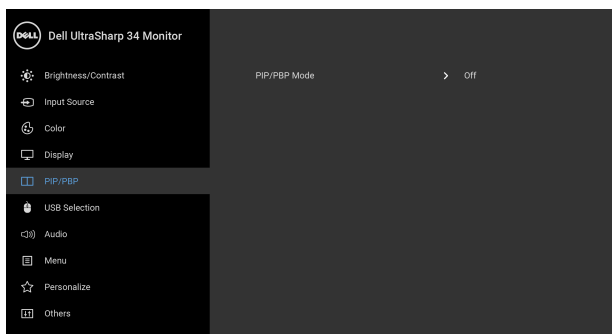 DELL
Dell UltraSharp 34 Monitor
Brightness/Contrast
PIP/PBP Mode Off
Input Source
Color
Display
PIP/PBP
USB Selection
Audio
Menu
Personalize
Others